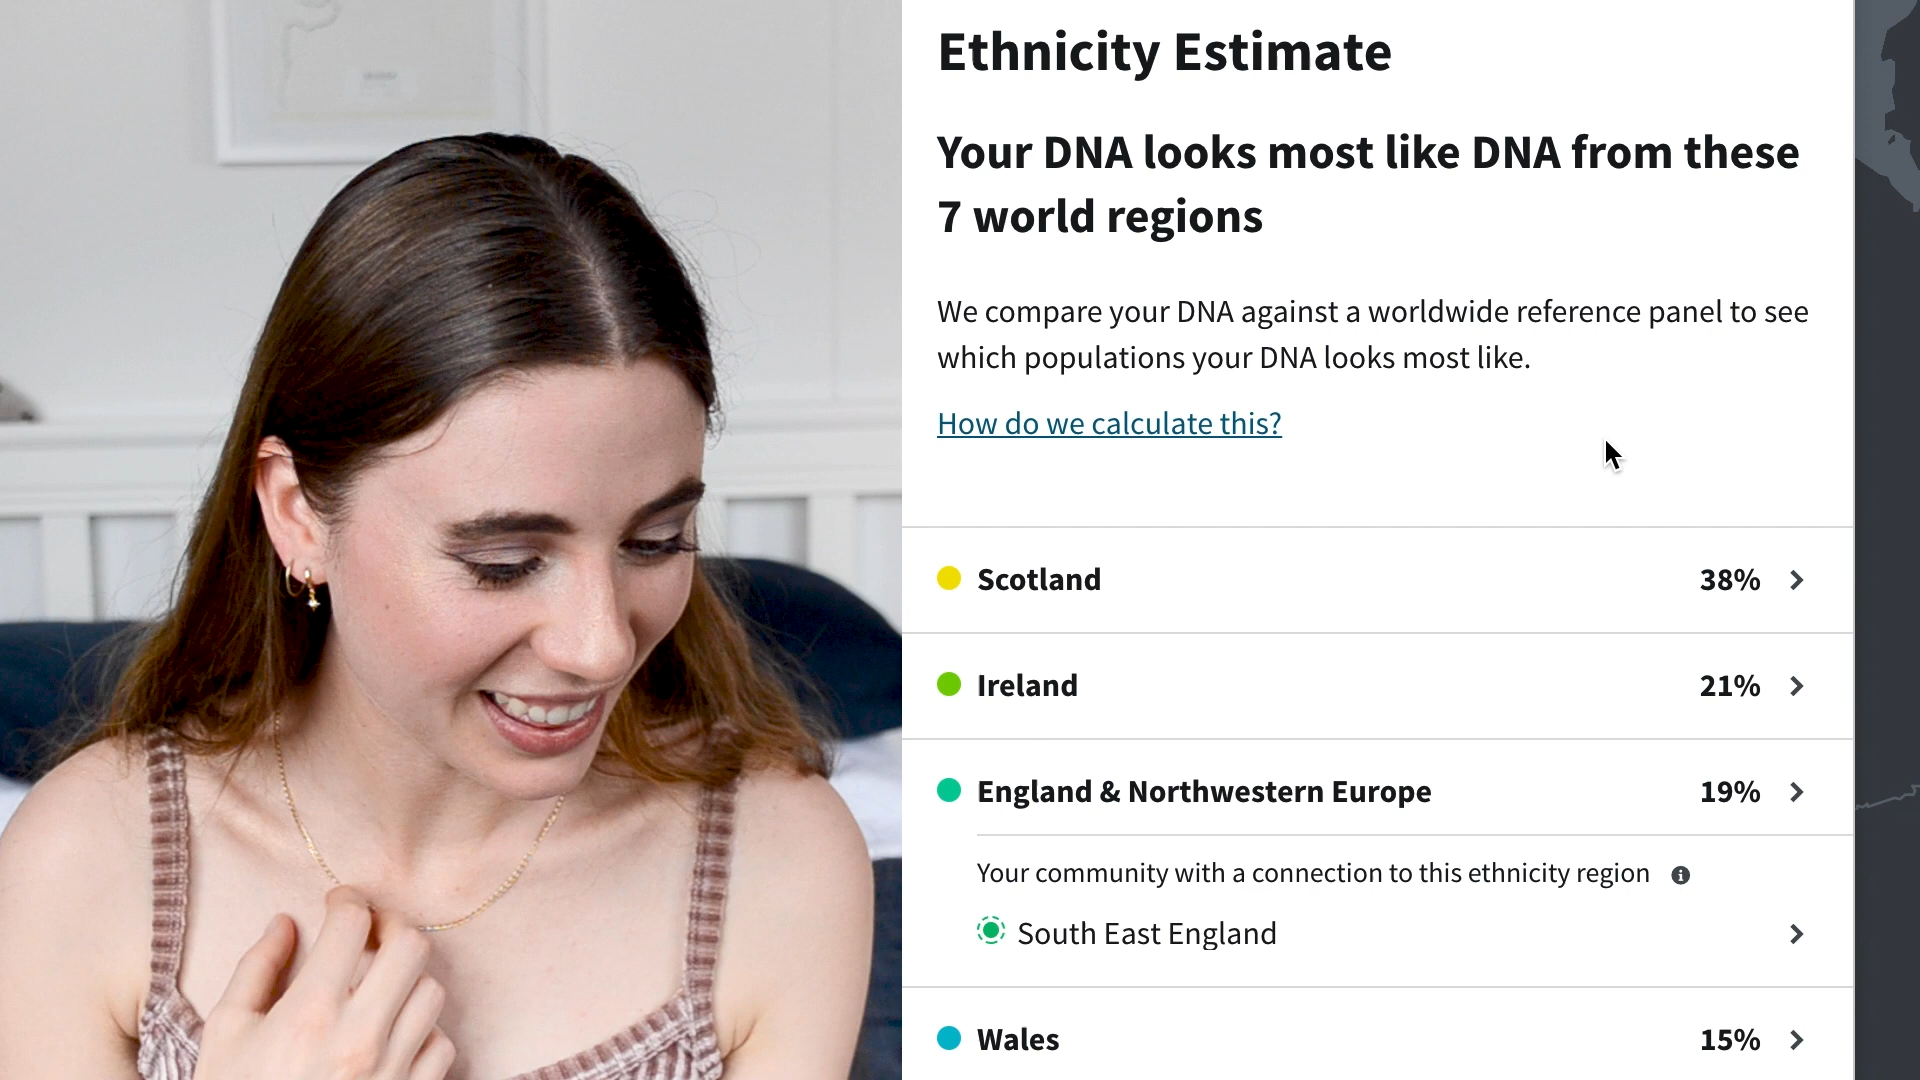 Ethnicity Estimate
Your DNA looks most like DNA from these
7 world regions
We compare your DNA against a worldwide reference panel to see
which populations your DNA looks most like.
How do we calculate this?
Scotland 38%
Ireland 21%
England & Northwestern Europe 19%
Your community with a connection to this ethnicity region
South East England
Wales 15%